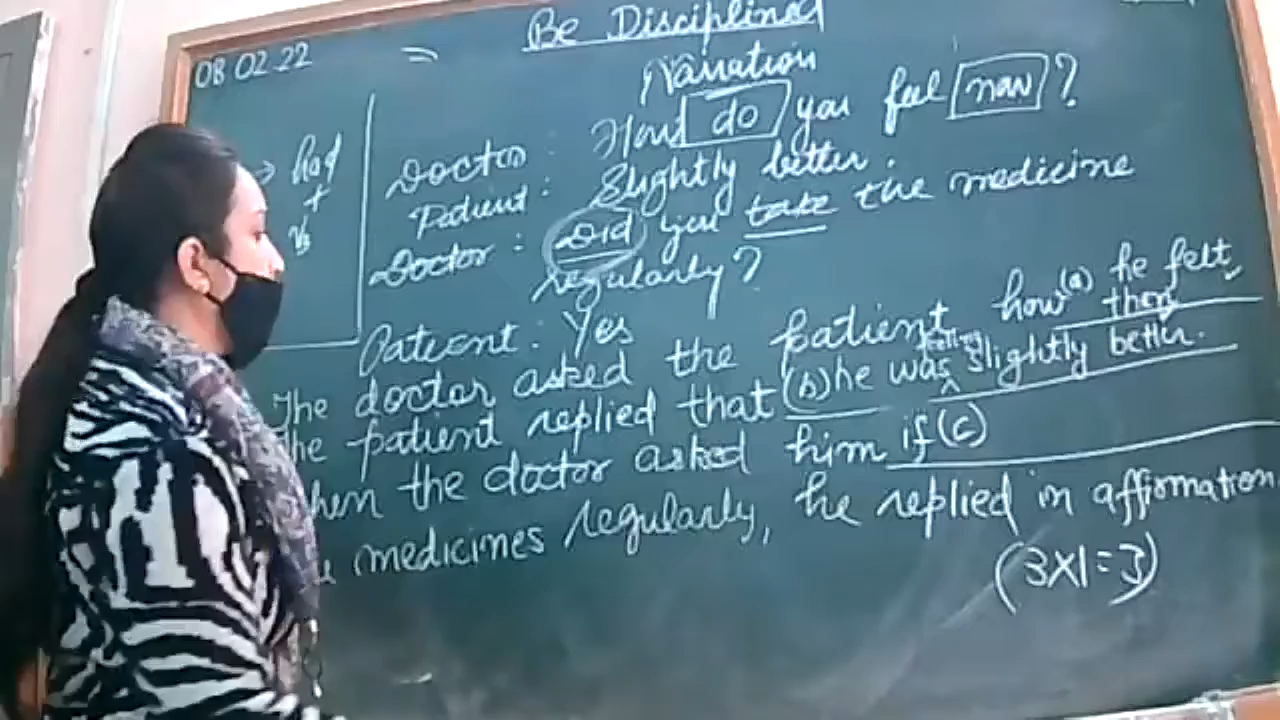 Be Disciplined
08.02.22
Narration
had
+
V3
Doctor : How do you feel now ?
Patient : Slightly better.
Doctor : Did you take the medicine
regularly ?
Patient : Yes
The doctor asked the patient how (a) he felt then
The patient replied that (b) he was feeling slightly better.
When the doctor asked him if (c)
medicines regularly, he replied in affirmation
(3X1=3)